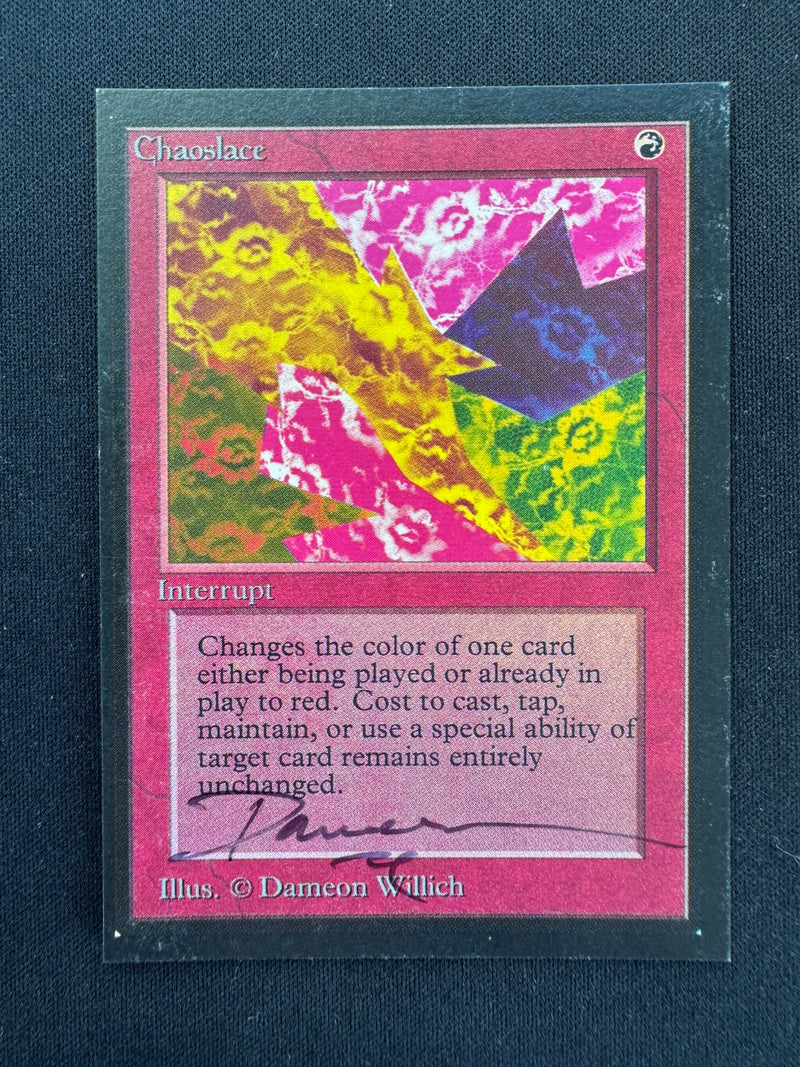 Chaoslace
Interrupt
Changes the color of one card
either being played or already in
play to red. Cost to cast, tap,
maintain, or use a special ability of
target card remains entirely
unchanged.
Dameon
Illus. © Dameon Willich